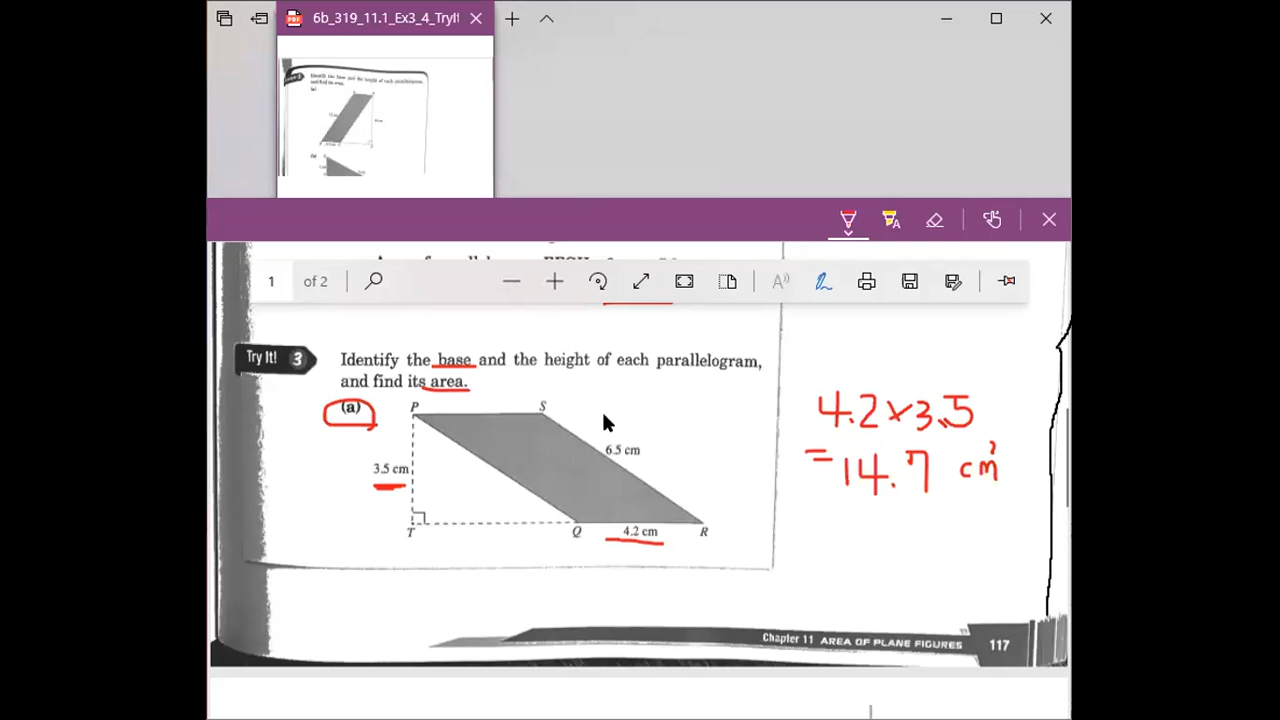 6b_319_11.1_Ex3_4_TryI
1 of 2
Try It! 3
Identify the base and the height of each parallelogram,
and find its area.
(a)
P
S
6.5 cm
3.5 cm
T
Q
4.2 cm
R
4.2 x 3.5
= 14.7 cm²
Chapter 11 AREA OF PLANE FIGURES 117